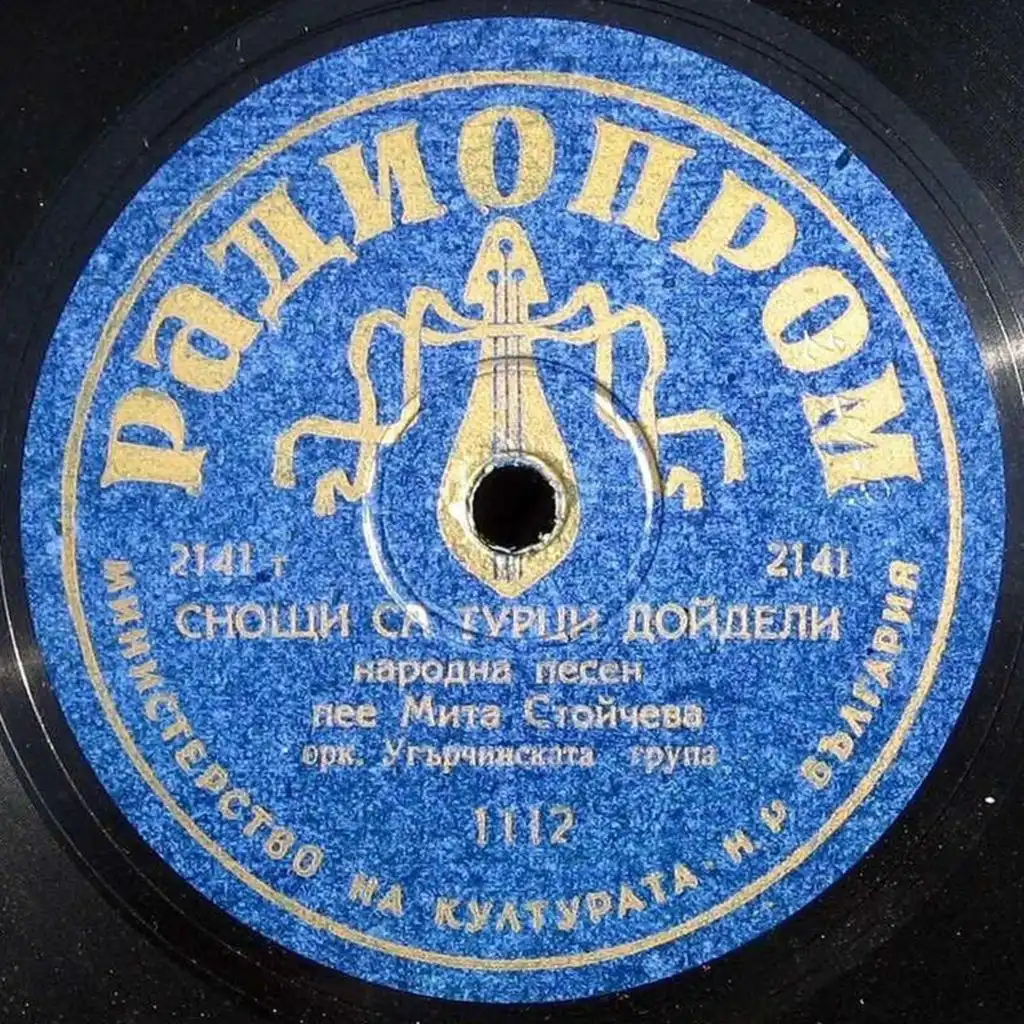 РАДИОПРОМ
2141 т 2141
СНОЩИ СА ТУРЦИ ДОЙДЕЛИ
народна песен
пее Мита Стойчева
орк. Угърчинската група
1112
МИНИСТЕРСТВО НА КУЛТУРАТА · Н. Р. БЪЛГАРИЯ